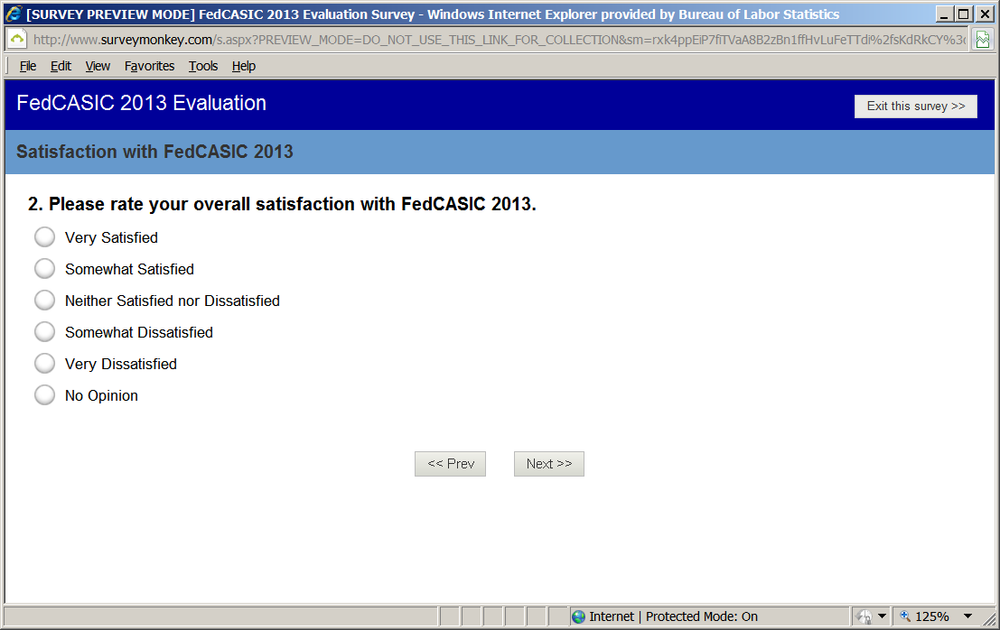 [SURVEY PREVIEW MODE] FedCASIC 2013 Evaluation Survey - Windows Internet Explorer provided by Bureau of Labor Statistics
http://www.surveymonkey.com/s.aspx?PREVIEW_MODE=DO_NOT_USE_THIS_LINK_FOR_COLLECTION&sm=rxk4ppEiP7fiTVaA8B2zBn1ffHvLuFeTTdi%2fsKdRkCY%3d
File Edit View Favorites Tools Help
FedCASIC 2013 Evaluation
Exit this survey >>
Satisfaction with FedCASIC 2013
2. Please rate your overall satisfaction with FedCASIC 2013.
Very Satisfied
Somewhat Satisfied
Neither Satisfied nor Dissatisfied
Somewhat Dissatisfied
Very Dissatisfied
No Opinion
<< Prev Next >>
Internet | Protected Mode: On 125%